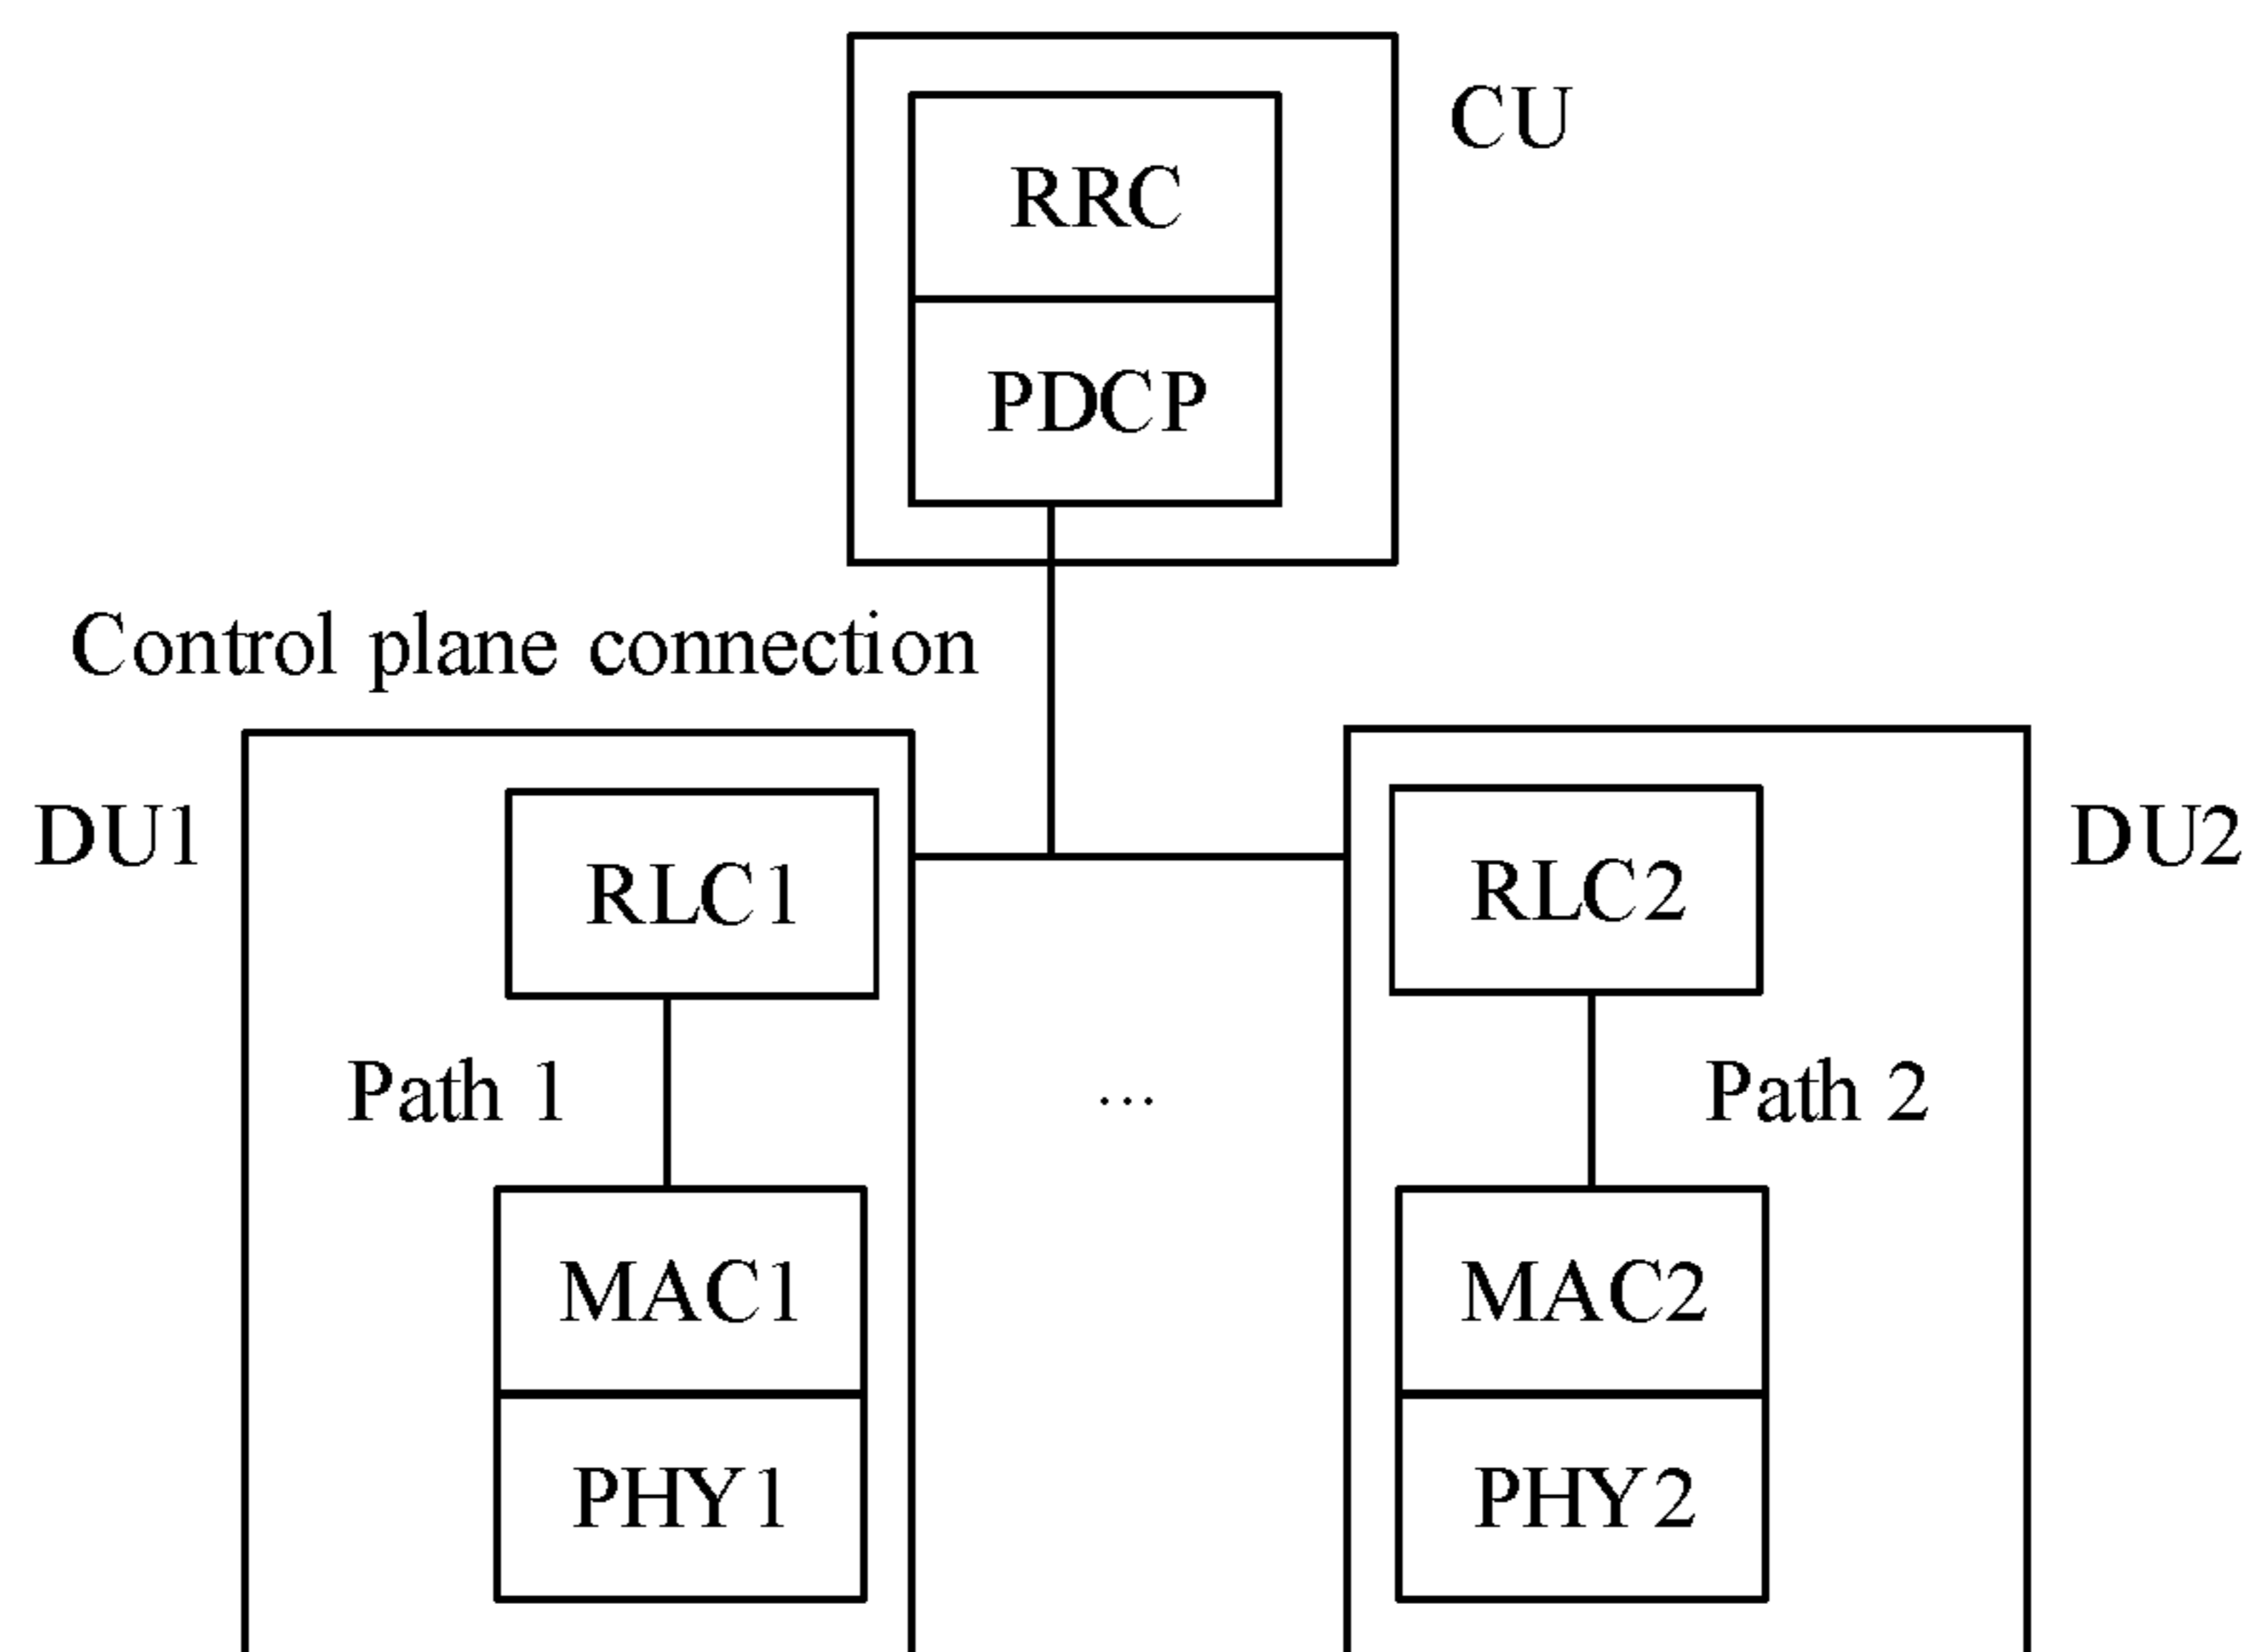 CU
RRC
PDCP
Control plane connection
DU1
RLC1
RLC2
DU2
Path 1
...
Path 2
MAC1
MAC2
PHY1
PHY2